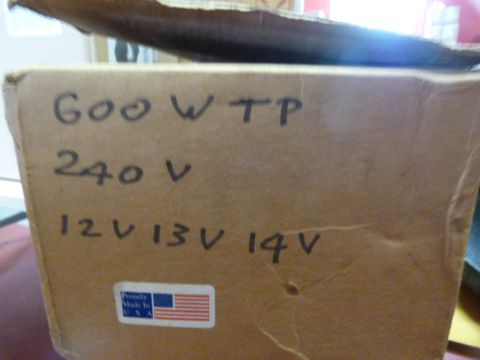 600 W TP
240 V
12V 13V 14V
Proudly
Made In
U S A